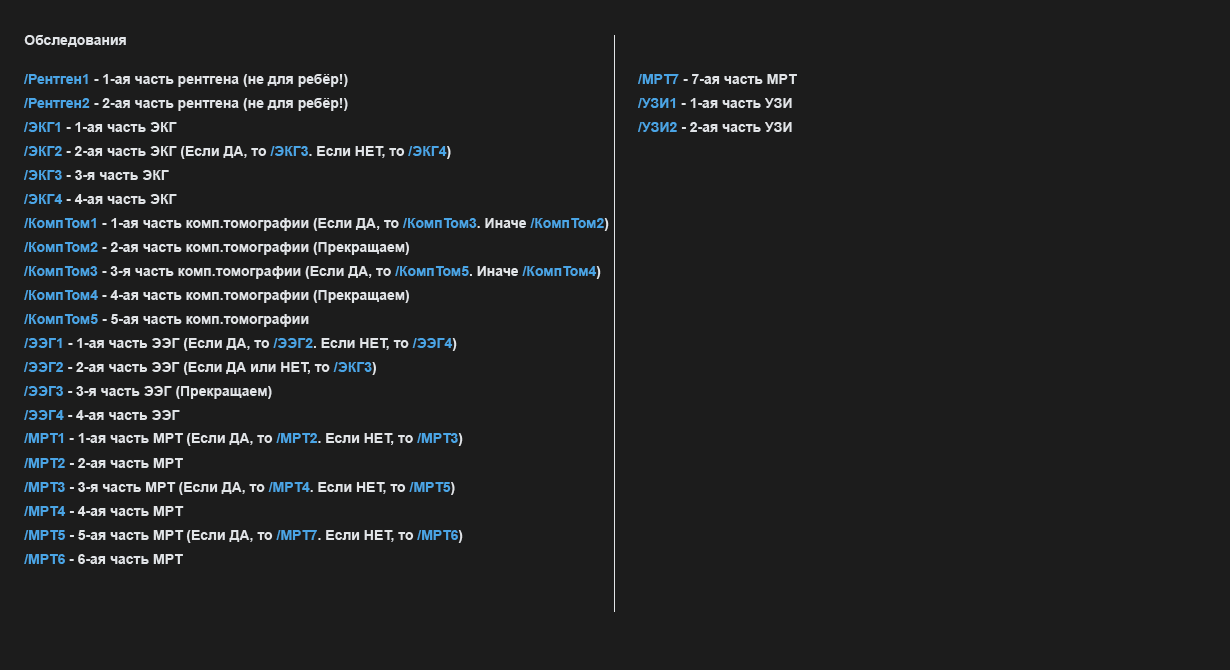 Обследования
/Рентген1 - 1-ая часть рентгена (не для ребёр!)
/Рентген2 - 2-ая часть рентгена (не для ребёр!)
/ЭКГ1 - 1-ая часть ЭКГ
/ЭКГ2 - 2-ая часть ЭКГ (Если ДА, то /ЭКГ3. Если НЕТ, то /ЭКГ4)
/ЭКГ3 - 3-я часть ЭКГ
/ЭКГ4 - 4-ая часть ЭКГ
/КомпТом1 - 1-ая часть комп.томографии (Если ДА, то /КомпТом3. Иначе /КомпТом2)
/КомпТом2 - 2-ая часть комп.томографии (Прекращаем)
/КомпТом3 - 3-я часть комп.томографии (Если ДА, то /КомпТом5. Иначе /КомпТом4)
/КомпТом4 - 4-ая часть комп.томографии (Прекращаем)
/КомпТом5 - 5-ая часть комп.томографии
/ЭЭГ1 - 1-ая часть ЭЭГ (Если ДА, то /ЭЭГ2. Если НЕТ, то /ЭЭГ4)
/ЭЭГ2 - 2-ая часть ЭЭГ (Если ДА или НЕТ, то /ЭКГ3)
/ЭЭГ3 - 3-я часть ЭЭГ (Прекращаем)
/ЭЭГ4 - 4-ая часть ЭЭГ
/МРТ1 - 1-ая часть МРТ (Если ДА, то /МРТ2. Если НЕТ, то /МРТ3)
/МРТ2 - 2-ая часть МРТ
/МРТ3 - 3-я часть МРТ (Если ДА, то /МРТ4. Если НЕТ, то /МРТ5)
/МРТ4 - 4-ая часть МРТ
/МРТ5 - 5-ая часть МРТ (Если ДА, то /МРТ7. Если НЕТ, то /МРТ6)
/МРТ6 - 6-ая часть МРТ
/МРТ7 - 7-ая часть МРТ
/УЗИ1 - 1-ая часть УЗИ
/УЗИ2 - 2-ая часть УЗИ